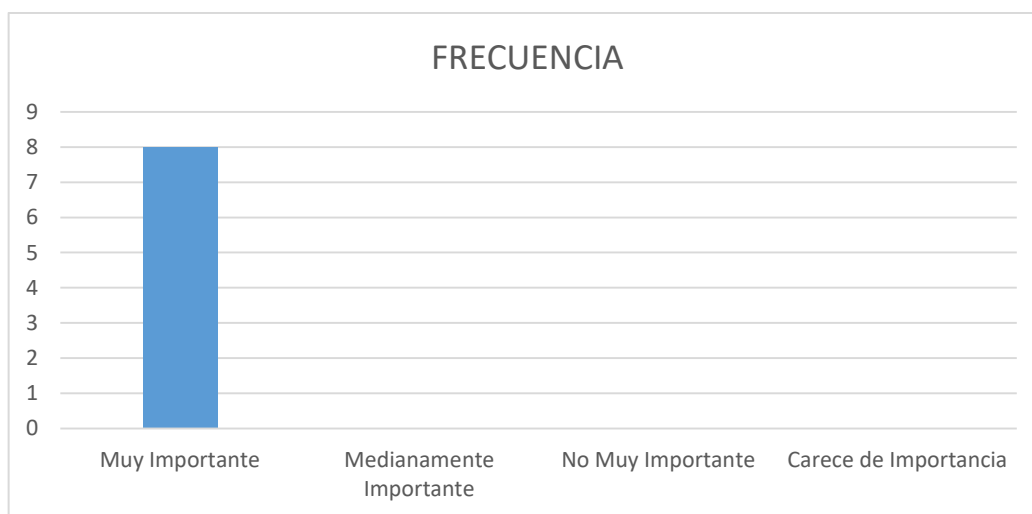 FRECUENCIA
9
8
7
6
5
4
3
2
1
0
Muy Importante
Medianamente
Importante
No Muy Importante
Carece de Importancia